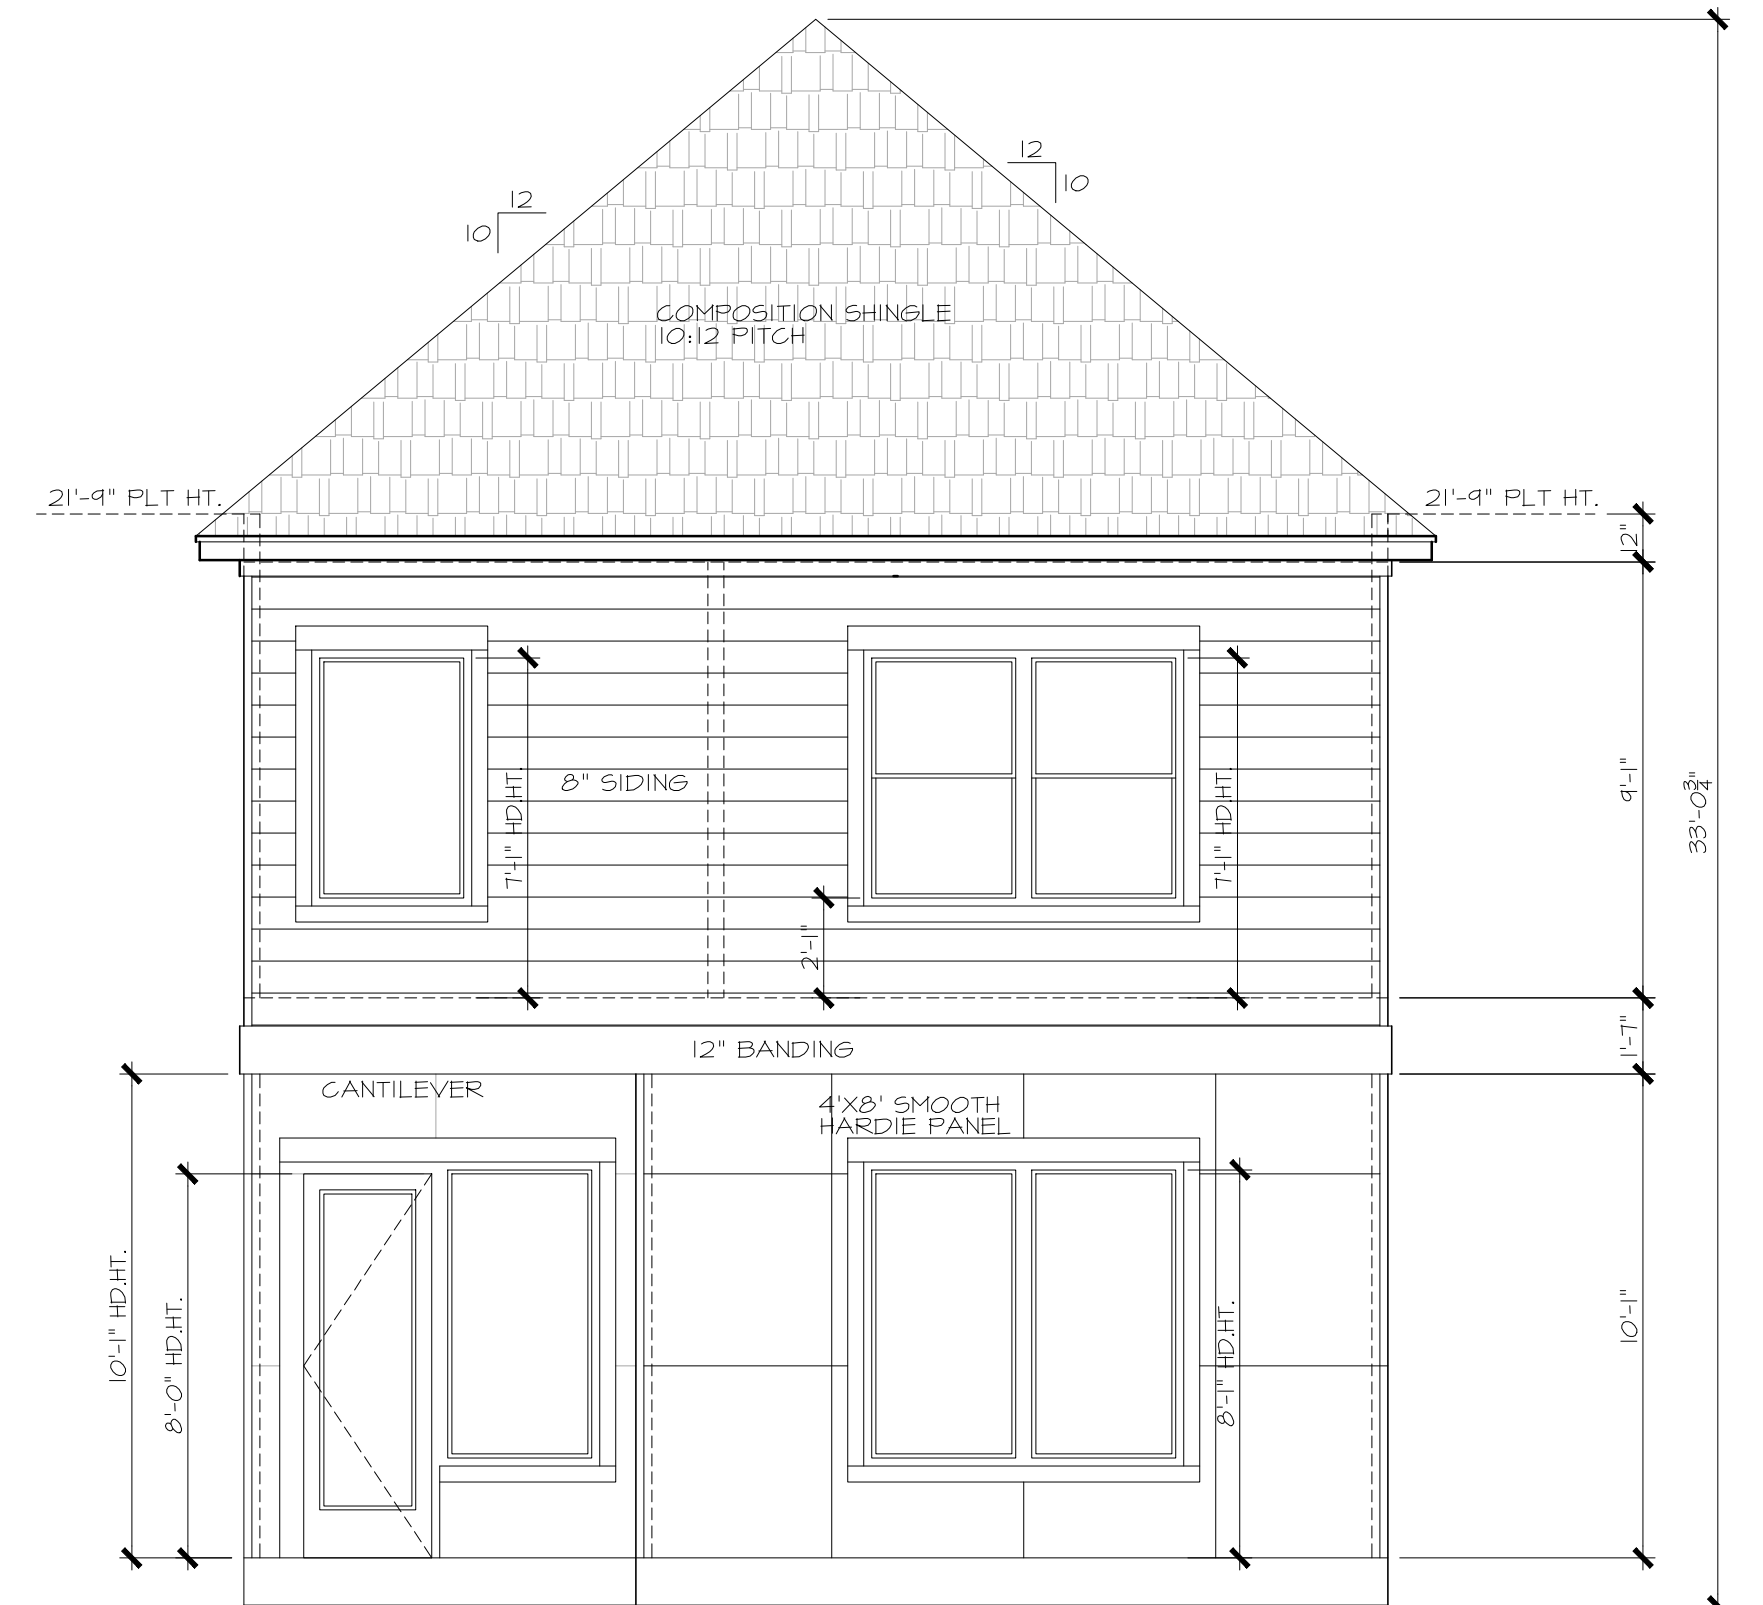 12
10
12
10
COMPOSITION SHINGLE
10:12 PITCH
21'-9" PLT HT.
21'-9" PLT HT.
12"
8" SIDING
7'-1" HD.HT.
7'-1" HD.HT.
9'-1"
33'-0¾"
2'-1"
12" BANDING
1'-7"
CANTILEVER
4'X8' SMOOTH
HARDIE PANEL
10'-1" HD.HT.
8'-0" HD.HT.
8'-1" HD.HT.
10'-1"